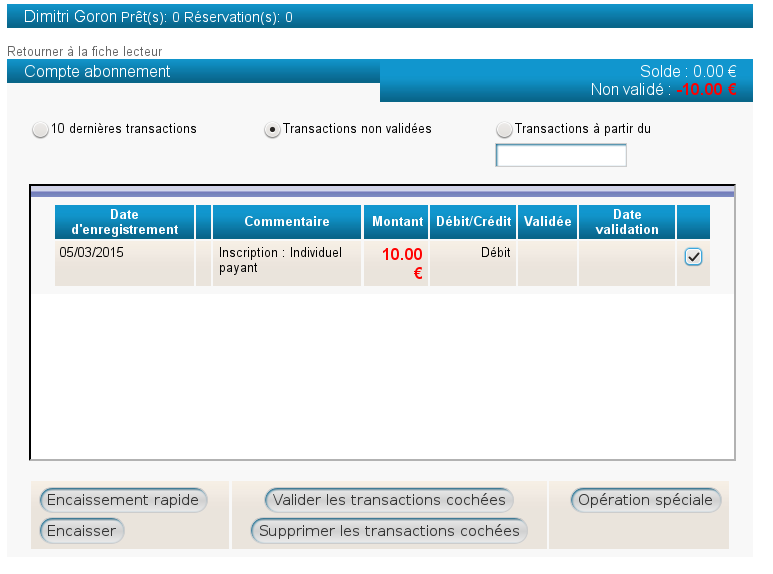 Dimitri Goron Prêt(s): 0 Réservation(s): 0
Retourner à la fiche lecteur
Compte abonnement
Solde : 0.00 €
Non validé : -10.00 €
10 dernières transactions
Transactions non validées
Transactions à partir du
Date d'enregistrement Commentaire Montant Débit/Crédit Validée Date validation
05/03/2015 Inscription : Individuel payant 10.00 € Débit
Encaissement rapide
Valider les transactions cochées
Opération spéciale
Encaisser
Supprimer les transactions cochées